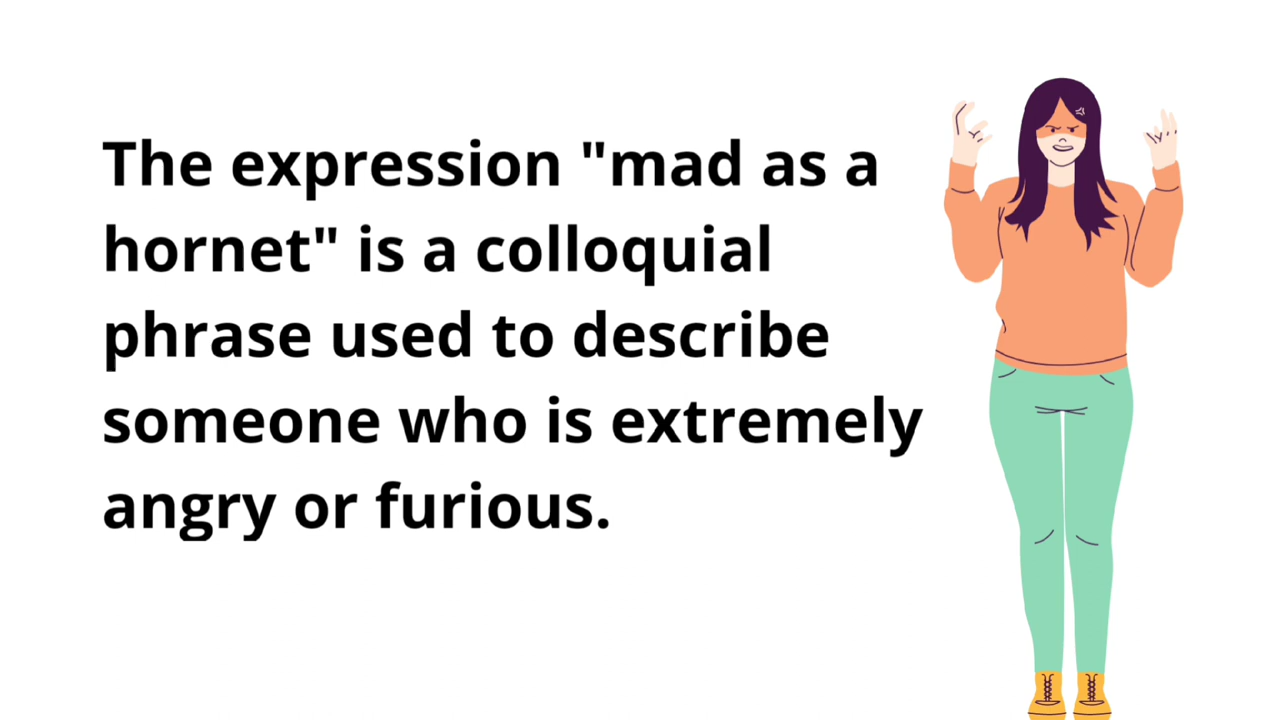 The expression "mad as a
hornet" is a colloquial
phrase used to describe
someone who is extremely
angry or furious.